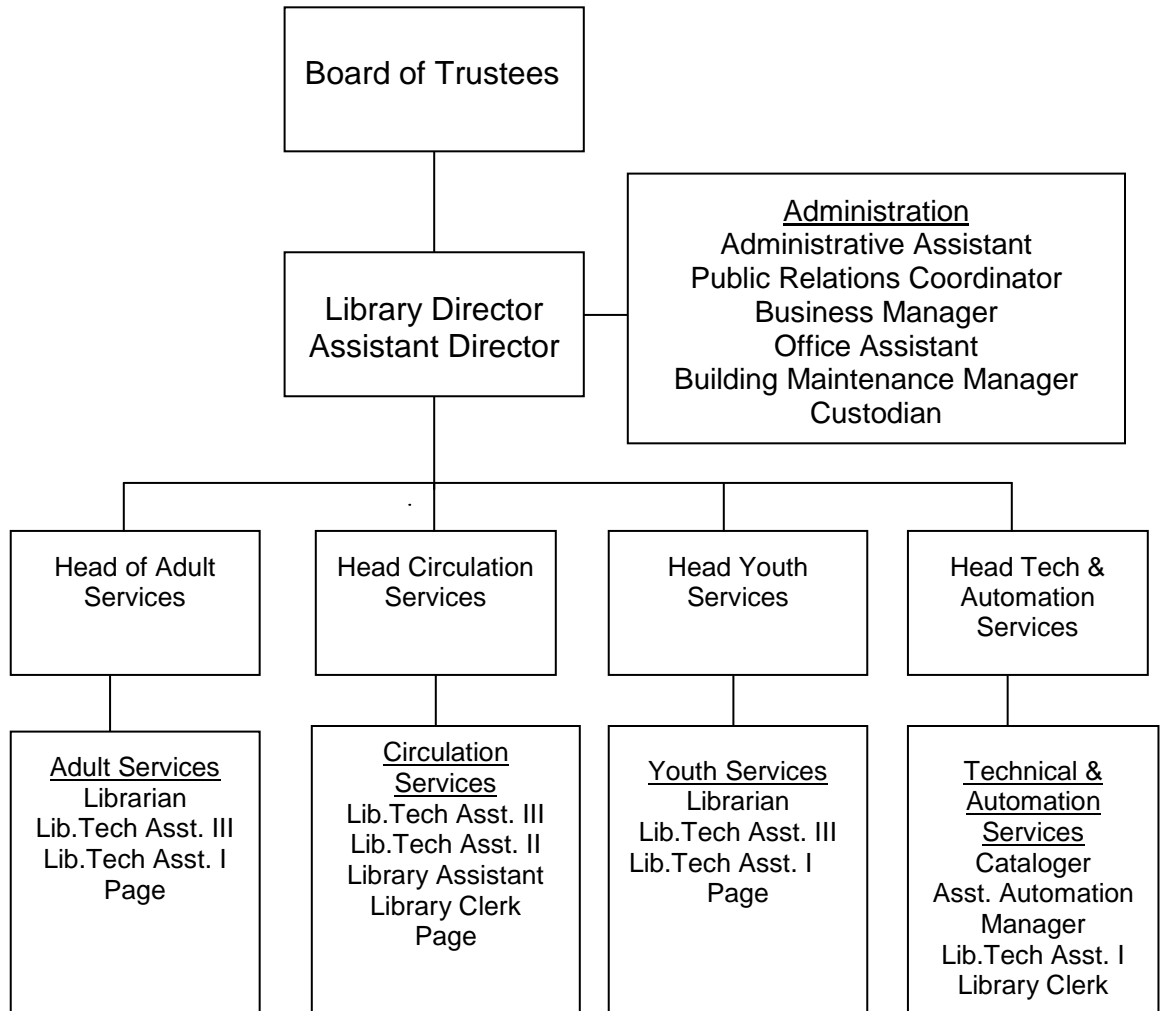 Board of Trustees
Administration
Administrative Assistant
Public Relations Coordinator
Business Manager
Office Assistant
Building Maintenance Manager
Custodian
Library Director
Assistant Director
Head of Adult
Services
Head Circulation
Services
Head Youth
Services
Head Tech &
Automation
Services
Adult Services
Librarian
Lib.Tech Asst. III
Lib.Tech Asst. I
Page
Circulation
Services
Lib.Tech Asst. III
Lib.Tech Asst. II
Library Assistant
Library Clerk
Page
Youth Services
Librarian
Lib.Tech Asst. III
Lib.Tech Asst. I
Page
Technical &
Automation
Services
Cataloger
Asst. Automation
Manager
Lib.Tech Asst. I
Library Clerk